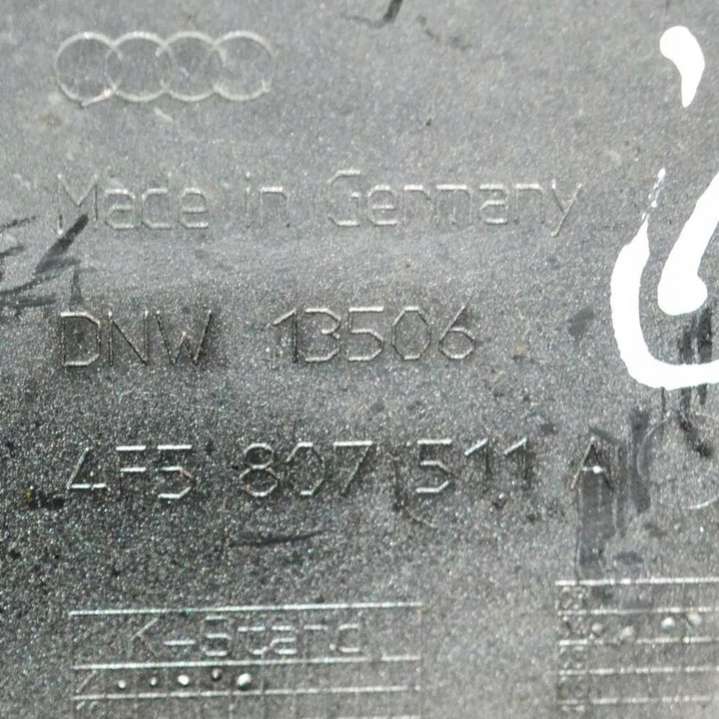 Made in Germany
DNW 13506
4F5 807 511 A
K-Stand